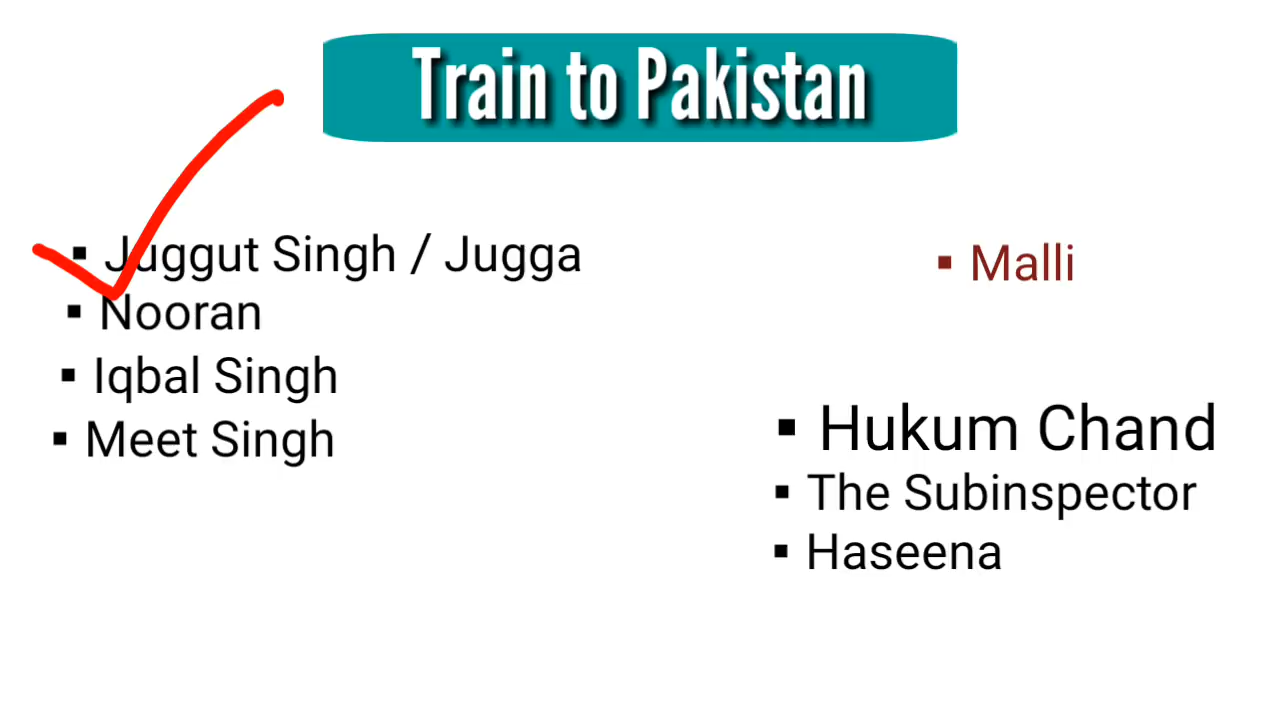 Train to Pakistan
▪ Juggut Singh / Jugga
▪ Nooran
▪ Iqbal Singh
▪ Meet Singh
▪ Malli
▪ Hukum Chand
▪ The Subinspector
▪ Haseena